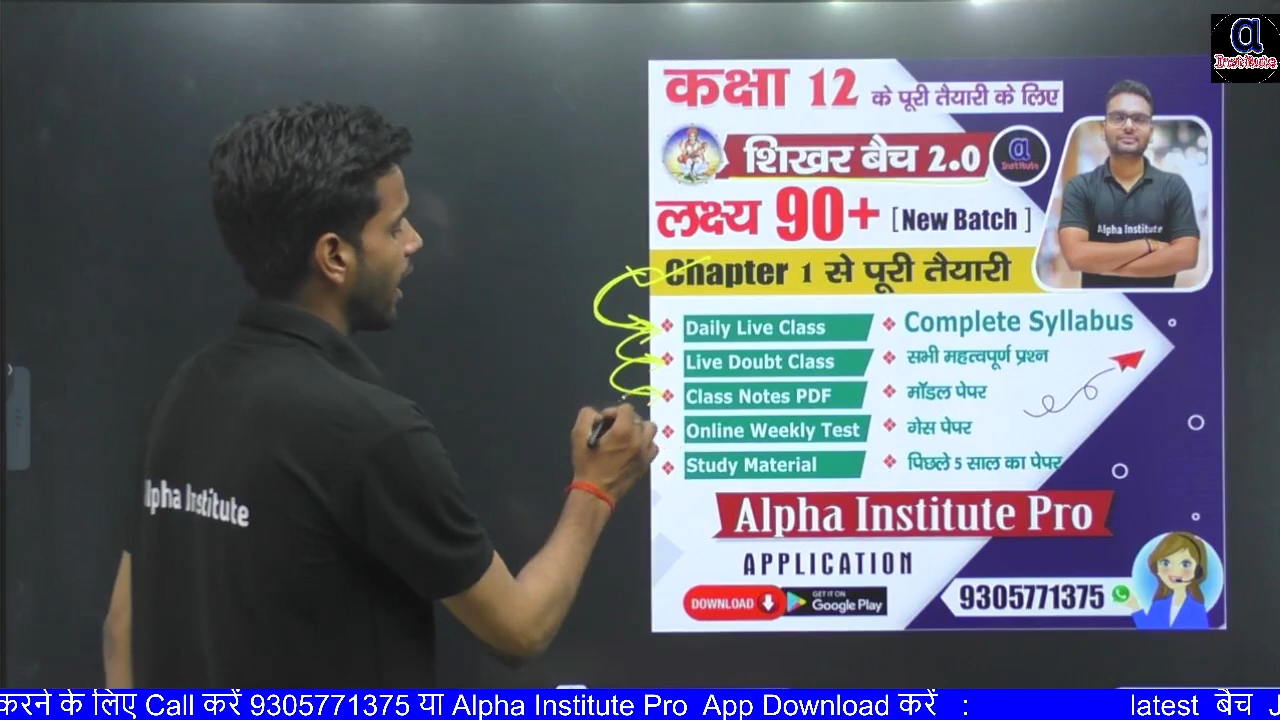 α
Institute
कक्षा 12 के पूरी तैयारी के लिए
शिखर बैच 2.0
α
Institute
लक्ष्य 90+ [ New Batch ]
Alpha Institute
Chapter 1 से पूरी तैयारी
Daily Live Class
Live Doubt Class
Class Notes PDF
Online Weekly Test
Study Material
Complete Syllabus
सभी महत्वपूर्ण प्रश्न
मॉडल पेपर
गेस पेपर
पिछले 5 साल का पेपर
lpha Institute
Alpha Institute Pro
APPLICATION
DOWNLOAD
GET IT ON
Google Play
9305771375
करने के लिए Call करें 9305771375 या Alpha Institute Pro App Download करें : latest बैच J